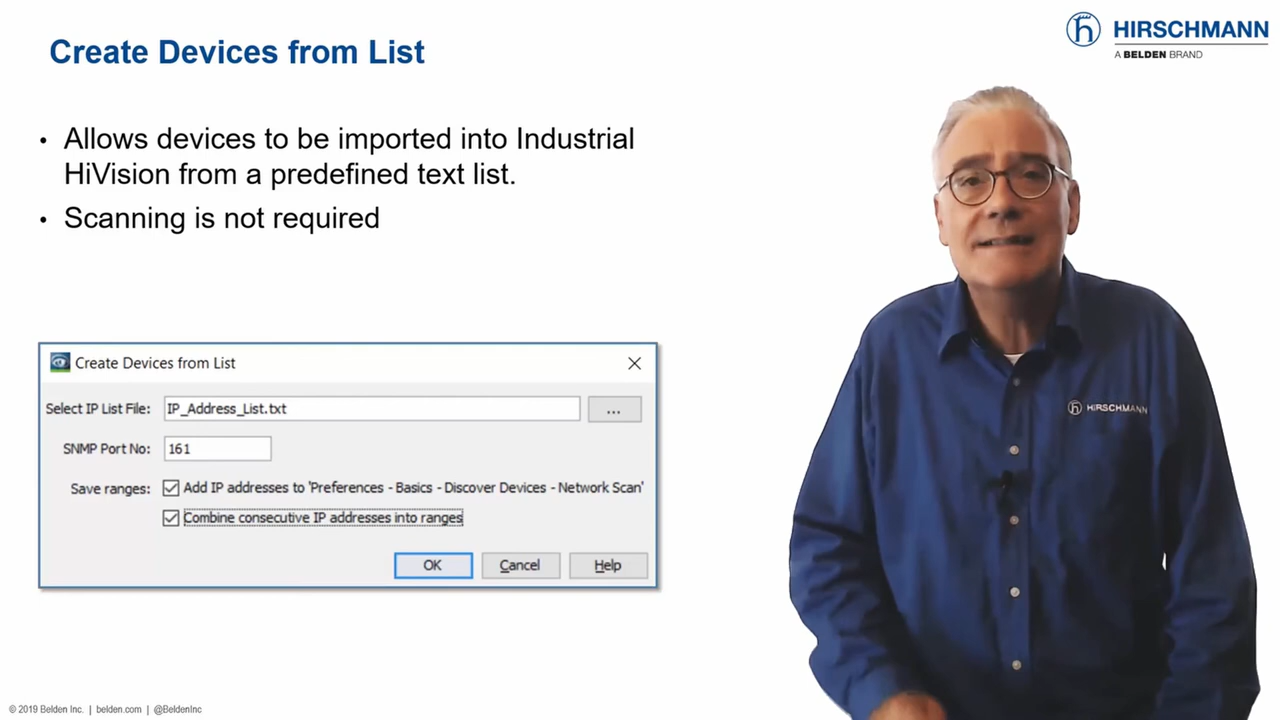 Create Devices from List
HIRSCHMANN
A BELDEN BRAND
• Allows devices to be imported into Industrial
HiVision from a predefined text list.
• Scanning is not required
Create Devices from List
Select IP List File: IP_Address_List.txt ...
SNMP Port No: 161
Save ranges: Add IP addresses to 'Preferences - Basics - Discover Devices - Network Scan'
Combine consecutive IP addresses into ranges
OK Cancel Help
HIRSCHMANN
© 2019 Belden Inc. | belden.com | @BeldenInc